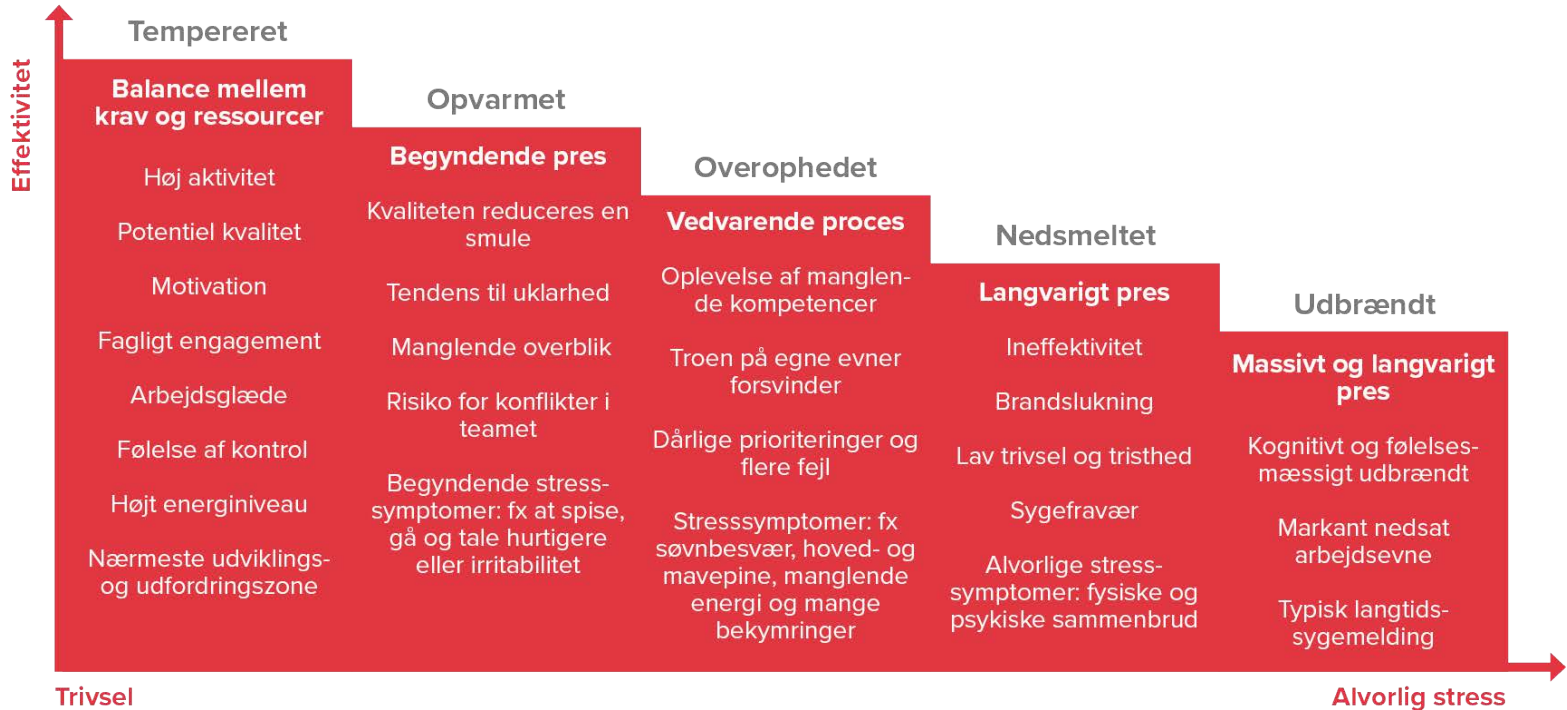 Effektivitet
Tempereret
Balance mellem
krav og ressourcer
Høj aktivitet
Potentiel kvalitet
Motivation
Fagligt engagement
Arbejdsglæde
Følelse af kontrol
Højt energiniveau
Nærmeste udviklings-
og udfordringszone
Opvarmet
Begyndende pres
Kvaliteten reduceres en
smule
Tendens til uklarhed
Manglende overblik
Risiko for konflikter i
teamet
Begyndende stress-
symptomer: fx at spise,
gå og tale hurtigere
eller irritabilitet
Overophedet
Vedvarende proces
Oplevelse af manglen-
de kompetencer
Troen på egne evner
forsvinder
Dårlige prioriteringer og
flere fejl
Stresssymptomer: fx
søvnbesvær, hoved- og
mavepine, manglende
energi og mange
bekymringer
Nedsmeltet
Langvarigt pres
Ineffektivitet
Brandslukning
Lav trivsel og tristhed
Sygefravær
Alvorlige stress-
symptomer: fysiske og
psykiske sammenbrud
Udbrændt
Massivt og langvarigt
pres
Kognitivt og følelses-
mæssigt udbrændt
Markant nedsat
arbejdsevne
Typisk langtids-
sygemelding
Trivsel
Alvorlig stress